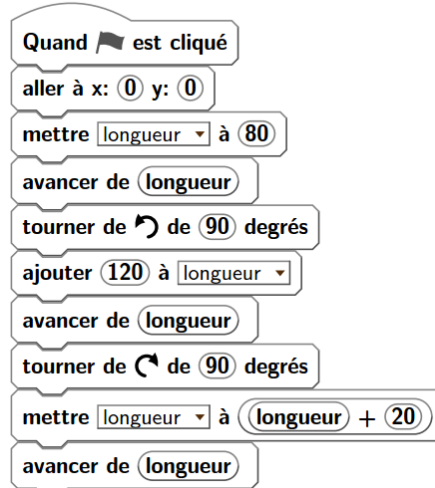 Quand est cliqué
aller à x: 0 y: 0
mettre longueur à 80
avancer de longueur
tourner de de 90 degrés
ajouter 120 à longueur
avancer de longueur
tourner de de 90 degrés
mettre longueur à longueur + 20
avancer de longueur